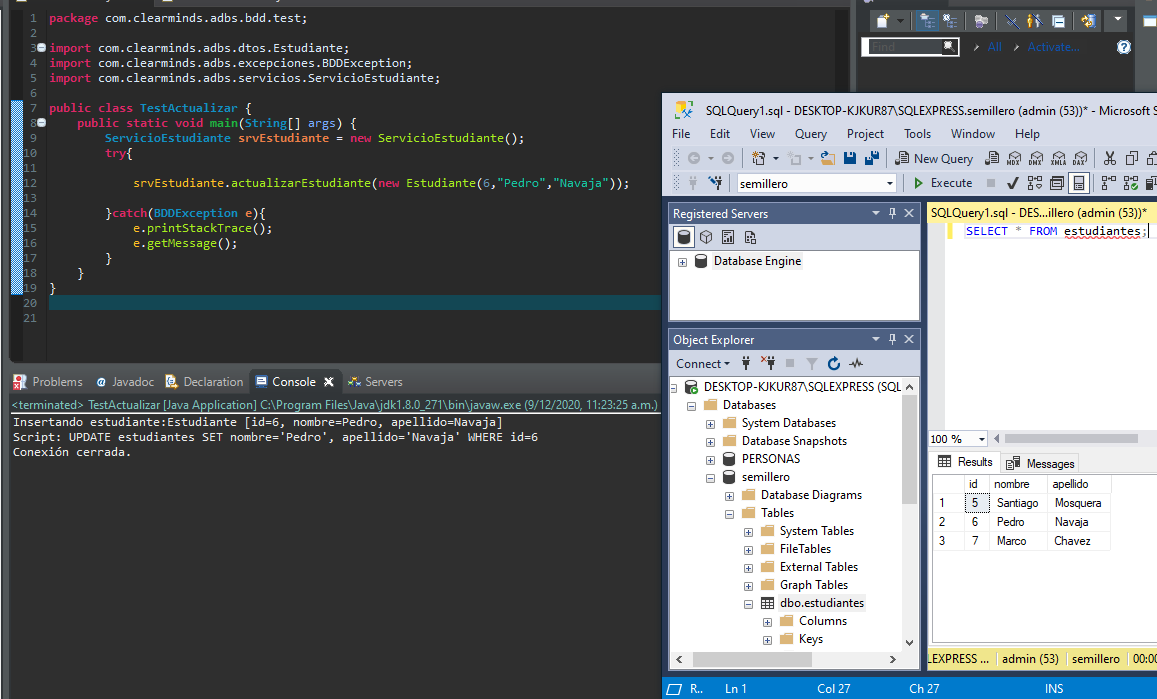 1 package com.clearminds.adbs.bdd.test;
2
3 import com.clearminds.adbs.dtos.Estudiante;
4 import com.clearminds.adbs.excepciones.BDDException;
5 import com.clearminds.adbs.servicios.ServicioEstudiante;
6
7 public class TestActualizar {
8 public static void main(String[] args) {
9 ServicioEstudiante srvEstudiante = new ServicioEstudiante();
10 try{
11
12 srvEstudiante.actualizarEstudiante(new Estudiante(6,"Pedro","Navaja"));
13
14 }catch(BDDException e){
15 e.printStackTrace();
16 e.getMessage();
17 }
18 }
19 }
20
21
Problems Javadoc Declaration Console Servers
<terminated> TestActualizar [Java Application] C:\Program Files\Java\jdk1.8.0_271\bin\javaw.exe (9/12/2020, 11:23:25 a.m.)
Insertando estudiante:Estudiante [id=6, nombre=Pedro, apellido=Navaja]
Script: UPDATE estudiantes SET nombre='Pedro', apellido='Navaja' WHERE id=6
Conexión cerrada.
Find All Activate...
SQLQuery1.sql - DESKTOP-KJKUR87\SQLEXPRESS.semillero (admin (53))* - Microsoft S
File Edit View Query Project Tools Window Help
New Query MDX DMX XMLA DAX
semillero Execute
Registered Servers
Database Engine
Object Explorer
Connect
DESKTOP-KJKUR87\SQLEXPRESS (SQL
Databases
System Databases
Database Snapshots
PERSONAS
semillero
Database Diagrams
Tables
System Tables
FileTables
External Tables
Graph Tables
dbo.estudiantes
Columns
Keys
SQLQuery1.sql - DES...illero (admin (53))*
SELECT * FROM estudiantes;
100 %
Results Messages
id nombre apellido
1 5 Santiago Mosquera
2 6 Pedro Navaja
3 7 Marco Chavez
LEXPRESS ... admin (53) semillero 00:00
R.. Ln 1 Col 27 Ch 27 INS